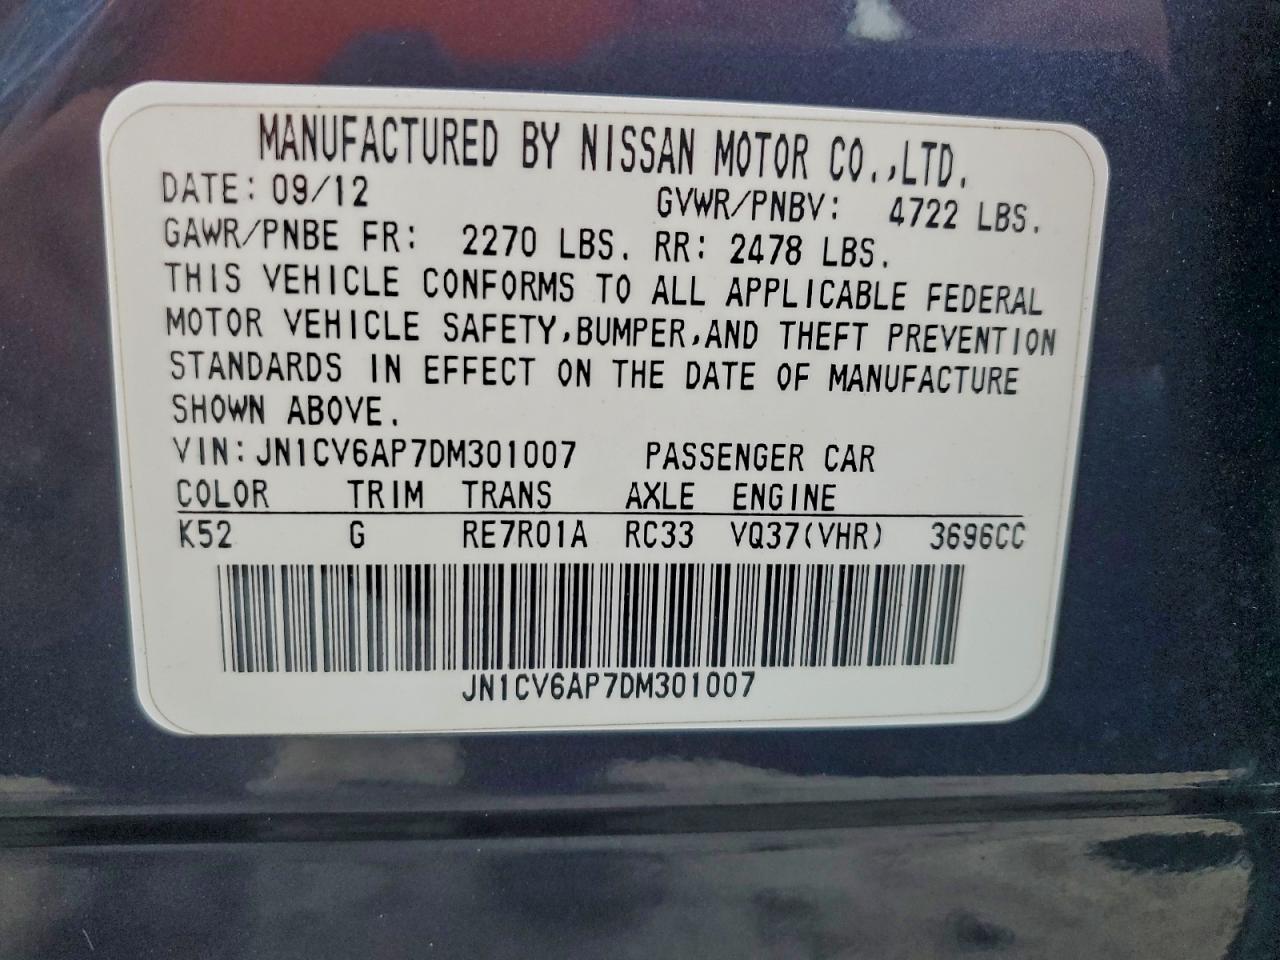 MANUFACTURED BY NISSAN MOTOR CO.,LTD.
DATE: 09/12 GVWR/PNBV: 4722 LBS.
GAWR/PNBE FR: 2270 LBS. RR: 2478 LBS.
THIS VEHICLE CONFORMS TO ALL APPLICABLE FEDERAL
MOTOR VEHICLE SAFETY,BUMPER,AND THEFT PREVENTION
STANDARDS IN EFFECT ON THE DATE OF MANUFACTURE
SHOWN ABOVE.
VIN: JN1CV6AP7DM301007 PASSENGER CAR
COLOR TRIM TRANS AXLE ENGINE
K52 G RE7R01A RC33 VQ37(VHR) 3696CC
JN1CV6AP7DM301007